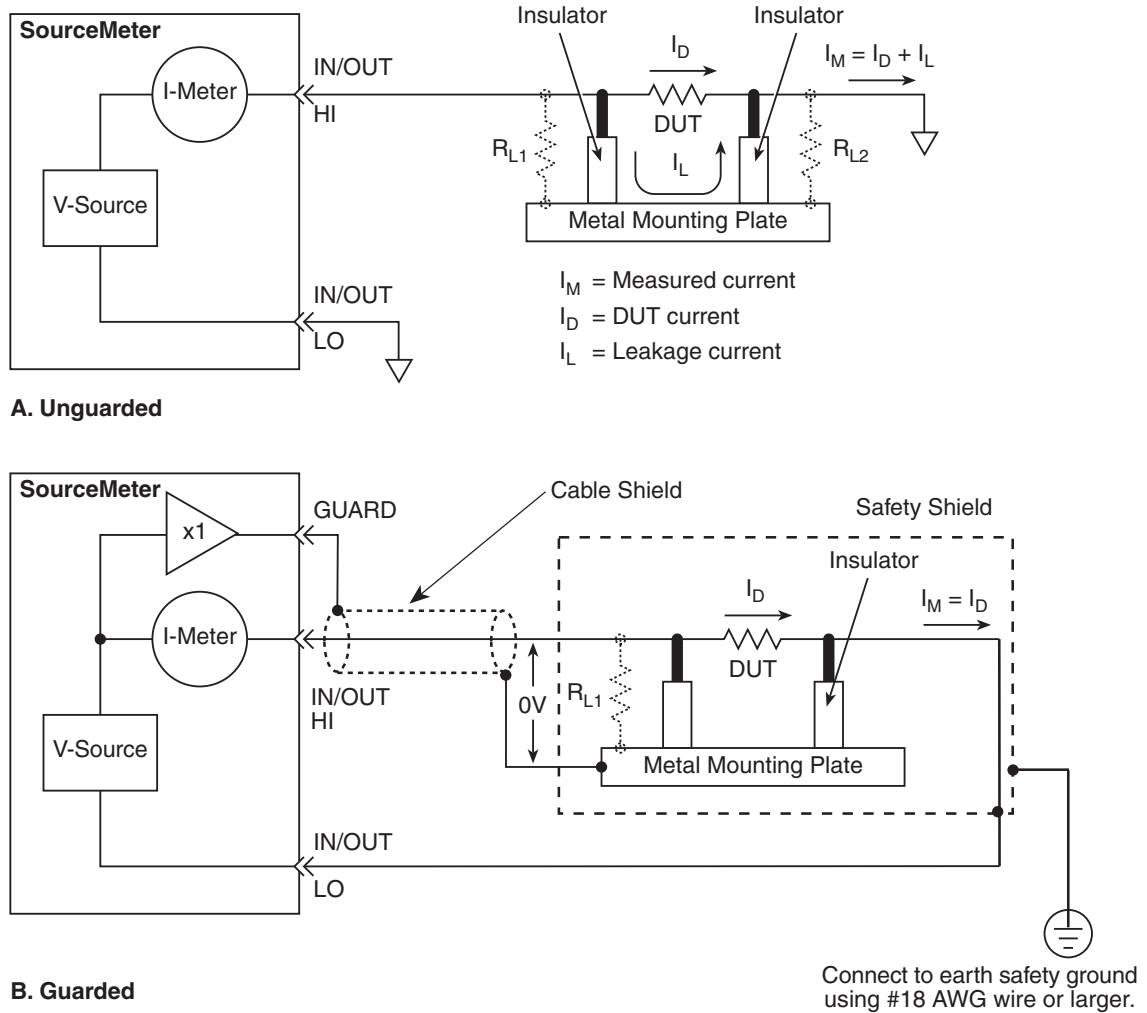 SourceMeter
I-Meter
V-Source
IN/OUT
HI
IN/OUT
LO
Insulator
Insulator
I_D
I_M = I_D + I_L
DUT
R_L1
I_L
R_L2
Metal Mounting Plate
I_M = Measured current
I_D = DUT current
I_L = Leakage current
A. Unguarded
SourceMeter
x1
GUARD
Cable Shield
Safety Shield
Insulator
I-Meter
I_D
I_M = I_D
DUT
IN/OUT
HI
0V
R_L1
V-Source
Metal Mounting Plate
IN/OUT
LO
Connect to earth safety ground
using #18 AWG wire or larger.
B. Guarded